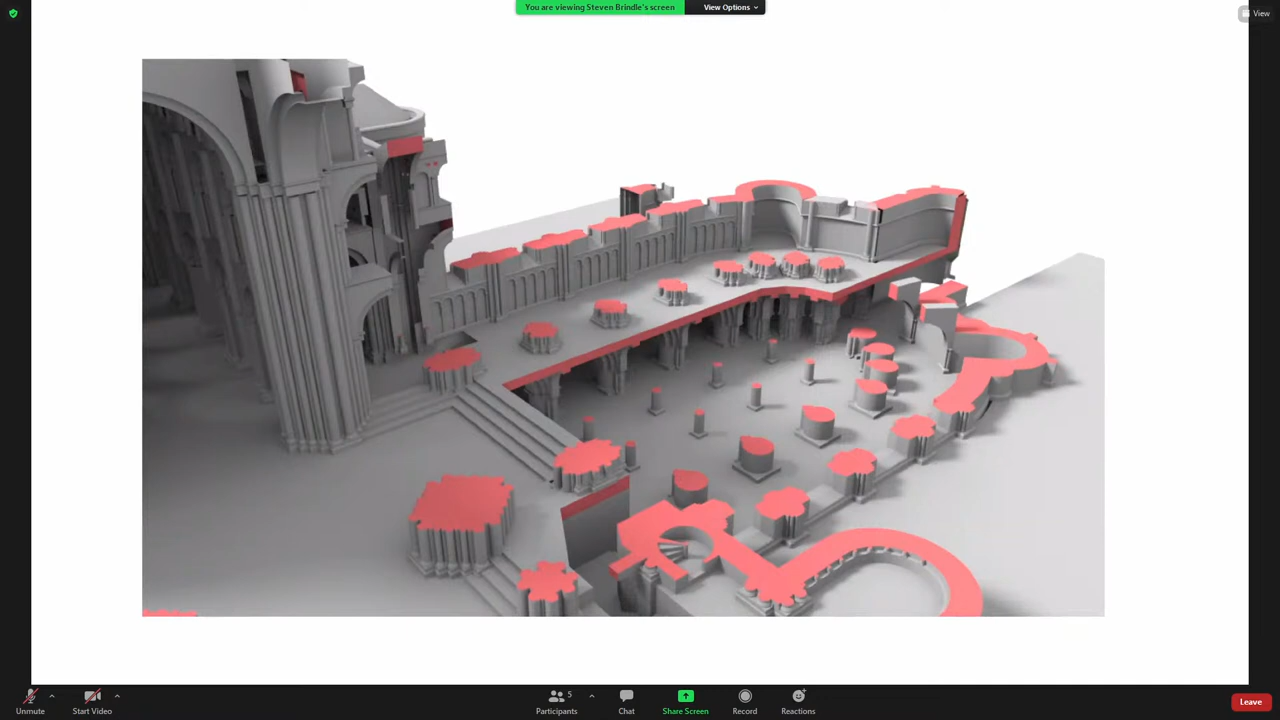 You are viewing Steven Brindle's screen
View Options
View
Unmute
Start Video
5
Participants
Chat
Share Screen
Record
Reactions
Leave